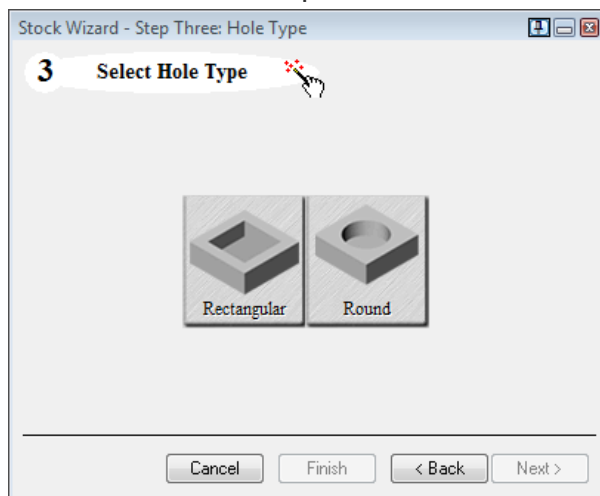 Stock Wizard - Step Three: Hole Type
3 Select Hole Type
Rectangular Round
Cancel Finish < Back Next >